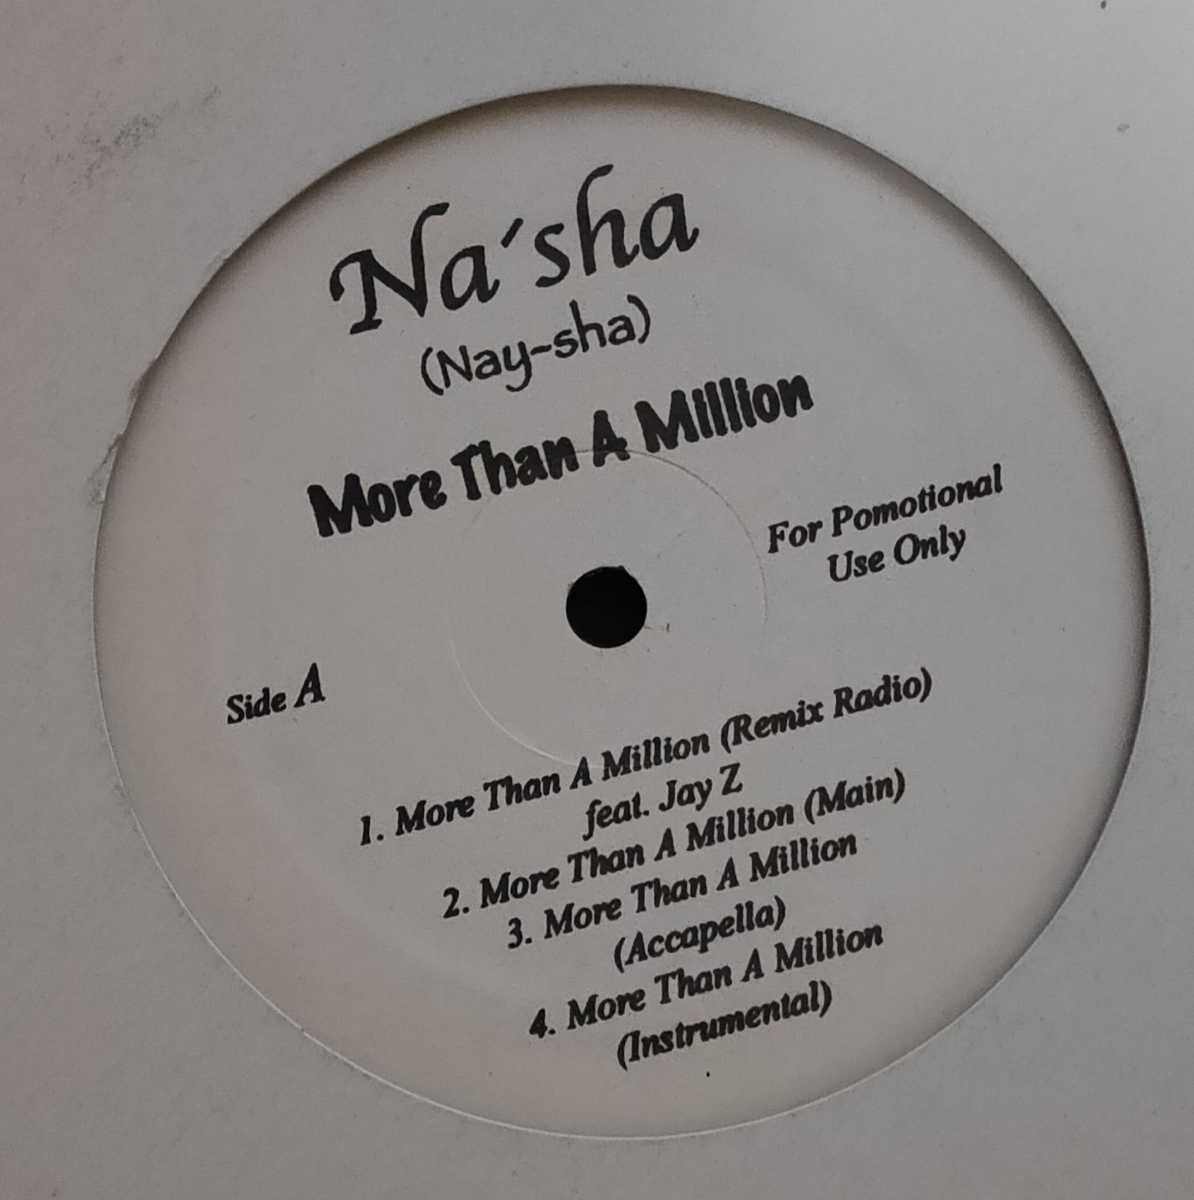 Na´sha
(Nay-sha)
More Than A Million
For Pomotional
Use Only
Side A
1. More Than A Million (Remix Radio)
feat. Jay Z
2. More Than A Million (Main)
3. More Than A Million
(Accapella)
4. More Than A Million
(Instrumental)